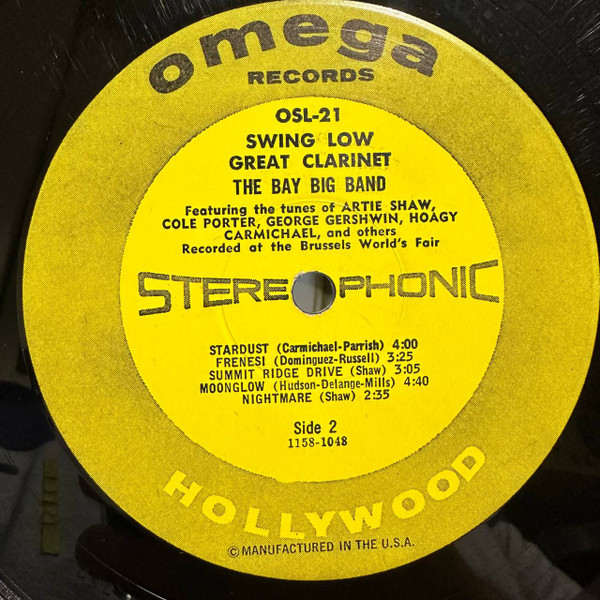 omega
RECORDS
OSL-21
SWING LOW
GREAT CLARINET
THE BAY BIG BAND
Featuring the tunes of ARTIE SHAW,
COLE PORTER, GEORGE GERSHWIN, HOAGY
CARMICHAEL, and others
Recorded at the Brussels World's Fair
STEREOPHONIC
STARDUST (Carmichael-Parrish) 4:00
FRENESI (Dominguez-Russell) 3:25
SUMMIT RIDGE DRIVE (Shaw) 3:05
MOONGLOW (Hudson-Delange-Mills) 4:40
NIGHTMARE (Shaw) 2:35
Side 2
1158-1048
HOLLYWOOD
© MANUFACTURED IN THE U.S.A.